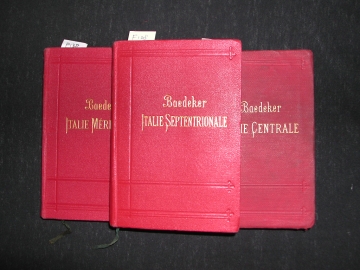 Baedeker
ITALIE MÉRI
Baedeker
ITALIE SEPTENTRIONALE
Baedeker
IE CENTRALE